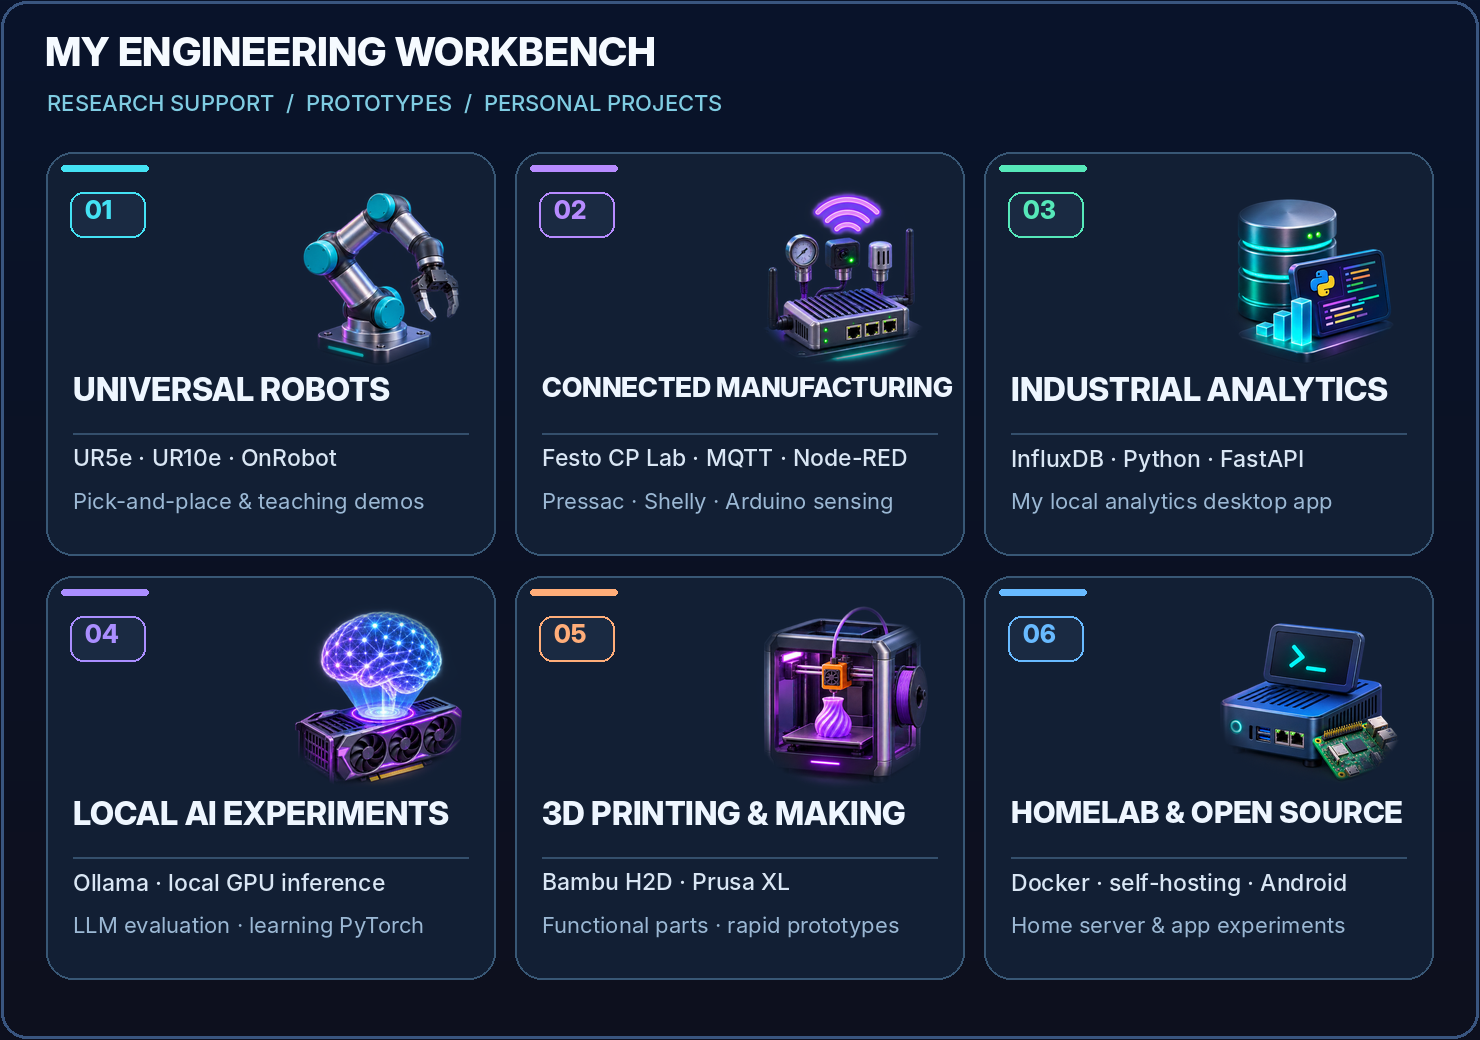 MY ENGINEERING WORKBENCH
RESEARCH SUPPORT / PROTOTYPES / PERSONAL PROJECTS
01
UNIVERSAL ROBOTS
UR5e · UR10e · OnRobot
Pick-and-place & teaching demos
02
CONNECTED MANUFACTURING
Festo CP Lab · MQTT · Node-RED
Pressac · Shelly · Arduino sensing
03
INDUSTRIAL ANALYTICS
InfluxDB · Python · FastAPI
My local analytics desktop app
04
LOCAL AI EXPERIMENTS
Ollama · local GPU inference
LLM evaluation · learning PyTorch
05
3D PRINTING & MAKING
Bambu H2D · Prusa XL
Functional parts · rapid prototypes
06
HOMELAB & OPEN SOURCE
Docker · self-hosting · Android
Home server & app experiments